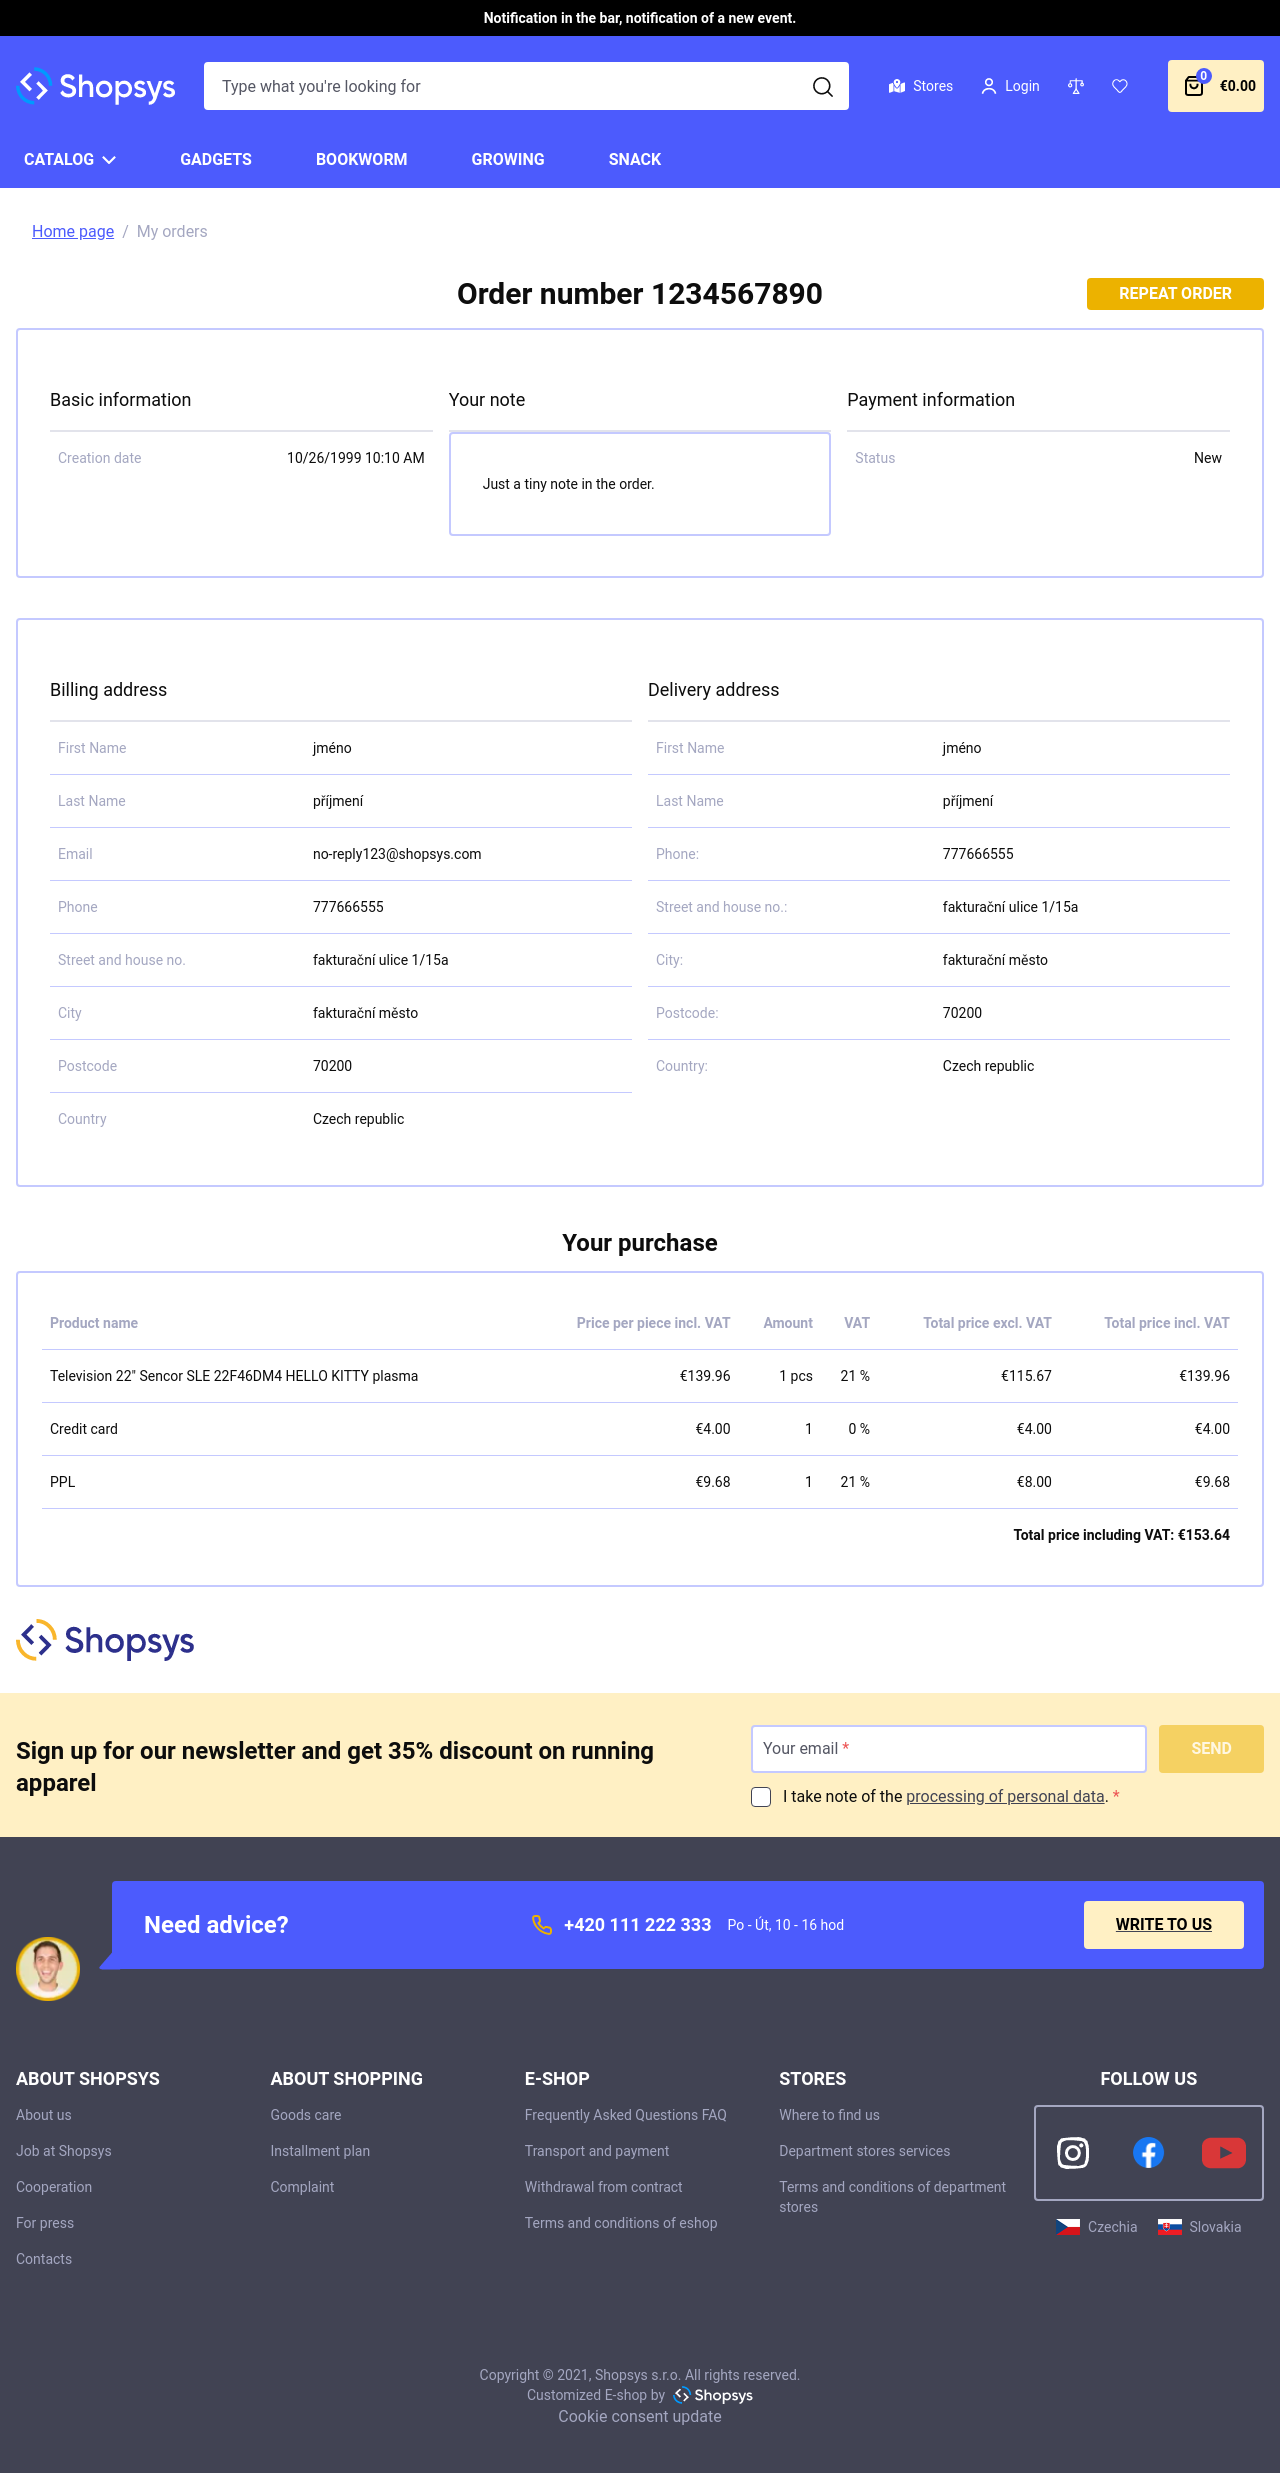 Notification in the bar, notification of a new event.
Shopsys
Type what you're looking for
Stores
Login
0
€0.00
CATALOG
GADGETS
BOOKWORM
GROWING
SNACK
Home page / My orders
Order number 1234567890
REPEAT ORDER
Basic information
Creation date 10/26/1999 10:10 AM
Your note
Just a tiny note in the order.
Payment information
Status New
Billing address
First Name jméno
Last Name příjmení
Email no-reply123@shopsys.com
Phone 777666555
Street and house no. fakturační ulice 1/15a
City fakturační město
Postcode 70200
Country Czech republic
Delivery address
First Name jméno
Last Name příjmení
Phone: 777666555
Street and house no.: fakturační ulice 1/15a
City: fakturační město
Postcode: 70200
Country: Czech republic
Your purchase
Product name Price per piece incl. VAT Amount VAT Total price excl. VAT Total price incl. VAT
Television 22" Sencor SLE 22F46DM4 HELLO KITTY plasma €139.96 1 pcs 21 % €115.67 €139.96
Credit card €4.00 1 0 % €4.00 €4.00
PPL €9.68 1 21 % €8.00 €9.68
Total price including VAT: €153.64
Shopsys
Sign up for our newsletter and get 35% discount on running
apparel
Your email *
SEND
I take note of the processing of personal data. *
Need advice?
+420 111 222 333
Po - Út, 10 - 16 hod
WRITE TO US
ABOUT SHOPSYS
About us
Job at Shopsys
Cooperation
For press
Contacts
ABOUT SHOPPING
Goods care
Installment plan
Complaint
E-SHOP
Frequently Asked Questions FAQ
Transport and payment
Withdrawal from contract
Terms and conditions of eshop
STORES
Where to find us
Department stores services
Terms and conditions of department
stores
FOLLOW US
Czechia
Slovakia
Copyright © 2021, Shopsys s.r.o. All rights reserved.
Customized E-shop by Shopsys
Cookie consent update